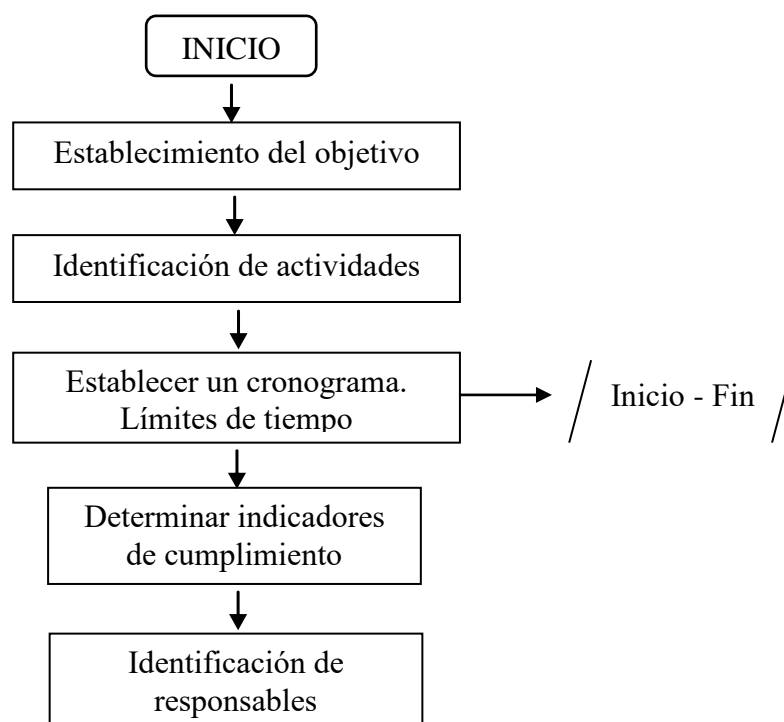 INICIO
Establecimiento del objetivo
Identificación de actividades
Establecer un cronograma.
Límites de tiempo
Inicio - Fin
Determinar indicadores
de cumplimiento
Identificación de
responsables